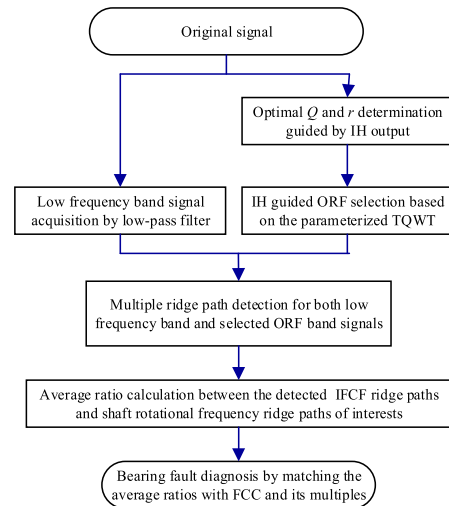 Original signal
Optimal Q and r determination
guided by IH output
Low frequency band signal
acquisition by low-pass filter
IH guided ORF selection based
on the parameterized TQWT
Multiple ridge path detection for both low
frequency band and selected ORF band signals
Average ratio calculation between the detected IFCF ridge paths
and shaft rotational frequency ridge paths of interests
Bearing fault diagnosis by matching the
average ratios with FCC and its multiples